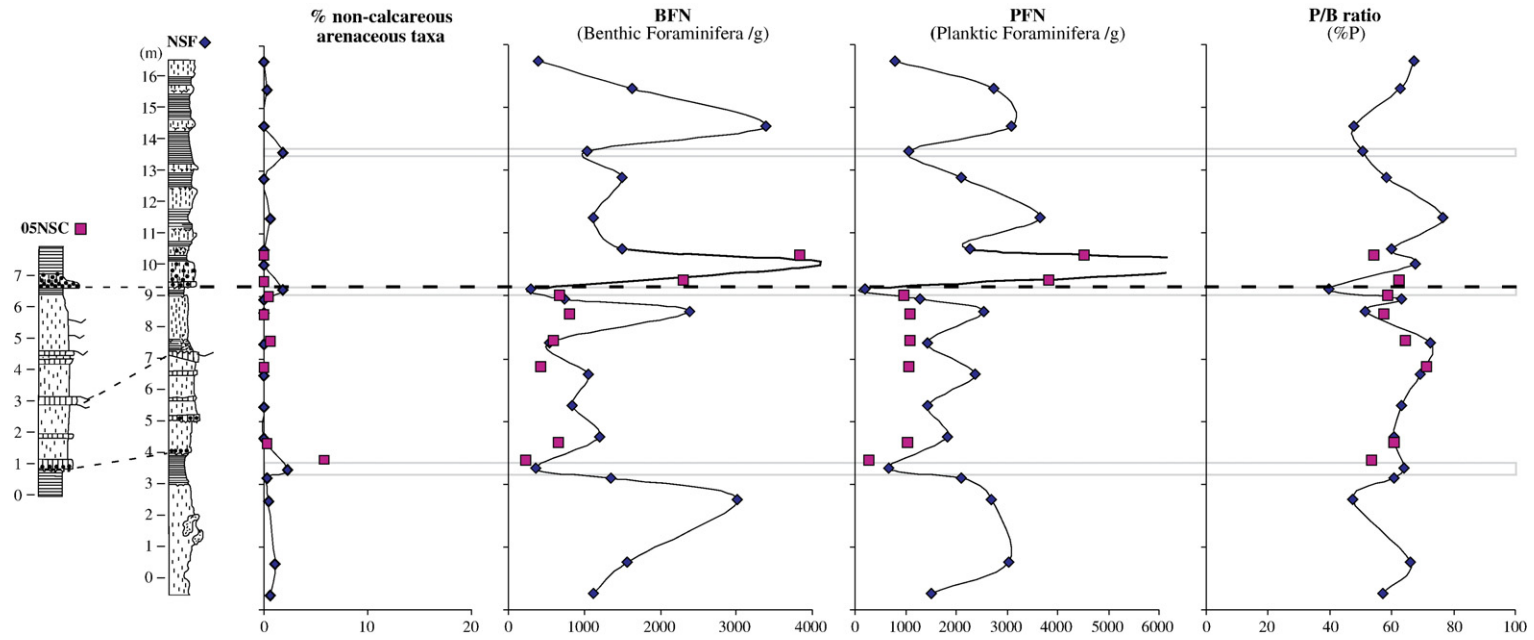 % non-calcareous
arenaceous taxa
BFN
(Benthic Foraminifera /g)
PFN
(Planktic Foraminifera /g)
P/B ratio
(%P)
NSF
(m)
16
15
14
13
12
11
10
9
8
7
6
5
4
3
2
1
0
05NSC
7
6
5
4
3
2
1
0
0 10 20
0 1000 2000 3000 4000
0 1000 2000 3000 4000 5000 6000
0 20 40 60 80 100